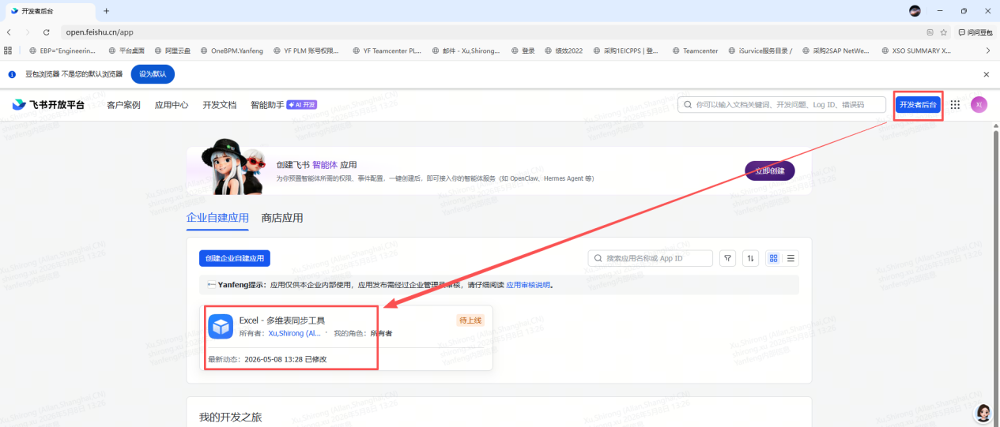 开发者后台
open.feishu.cn/app
问问豆包
EBP="Engineerin...
平台桌面
阿里云盘
OneBPM.Yanfeng
YF PLM 账号权限...
YF Teamcenter PL...
邮件 - Xu,Shirong...
登录
绩效2022
采购1EICPPS | 登...
Teamcenter
iSurvice服务目录 /
采购2SAP NetWe...
XSO SUMMARY X...
豆包浏览器 不是您的默认浏览器
设为默认
飞书开放平台
客户案例
应用中心
开发文档
智能助手
AI 开发
你可以输入文档关键词、开发问题、Log ID、错误码
开发者后台
X(
创建飞书 智能体 应用
为你预置智能体所需的权限、事件配置，一键创建后，即可接入你的智能体服务（如 OpenClaw、Hermes Agent 等）
立即创建
企业自建应用
商店应用
创建企业自建应用
搜索应用名称或 App ID
Yanfeng提示：应用仅供本企业内部使用，应用发布需经过企业管理员审核，请仔细阅读 应用审核说明。
Excel - 多维表同步工具
待上线
所有者：Xu,Shirong (Al... · 我的角色：所有者
最新动态：2026-05-08 13:28 已修改
我的开发之旅